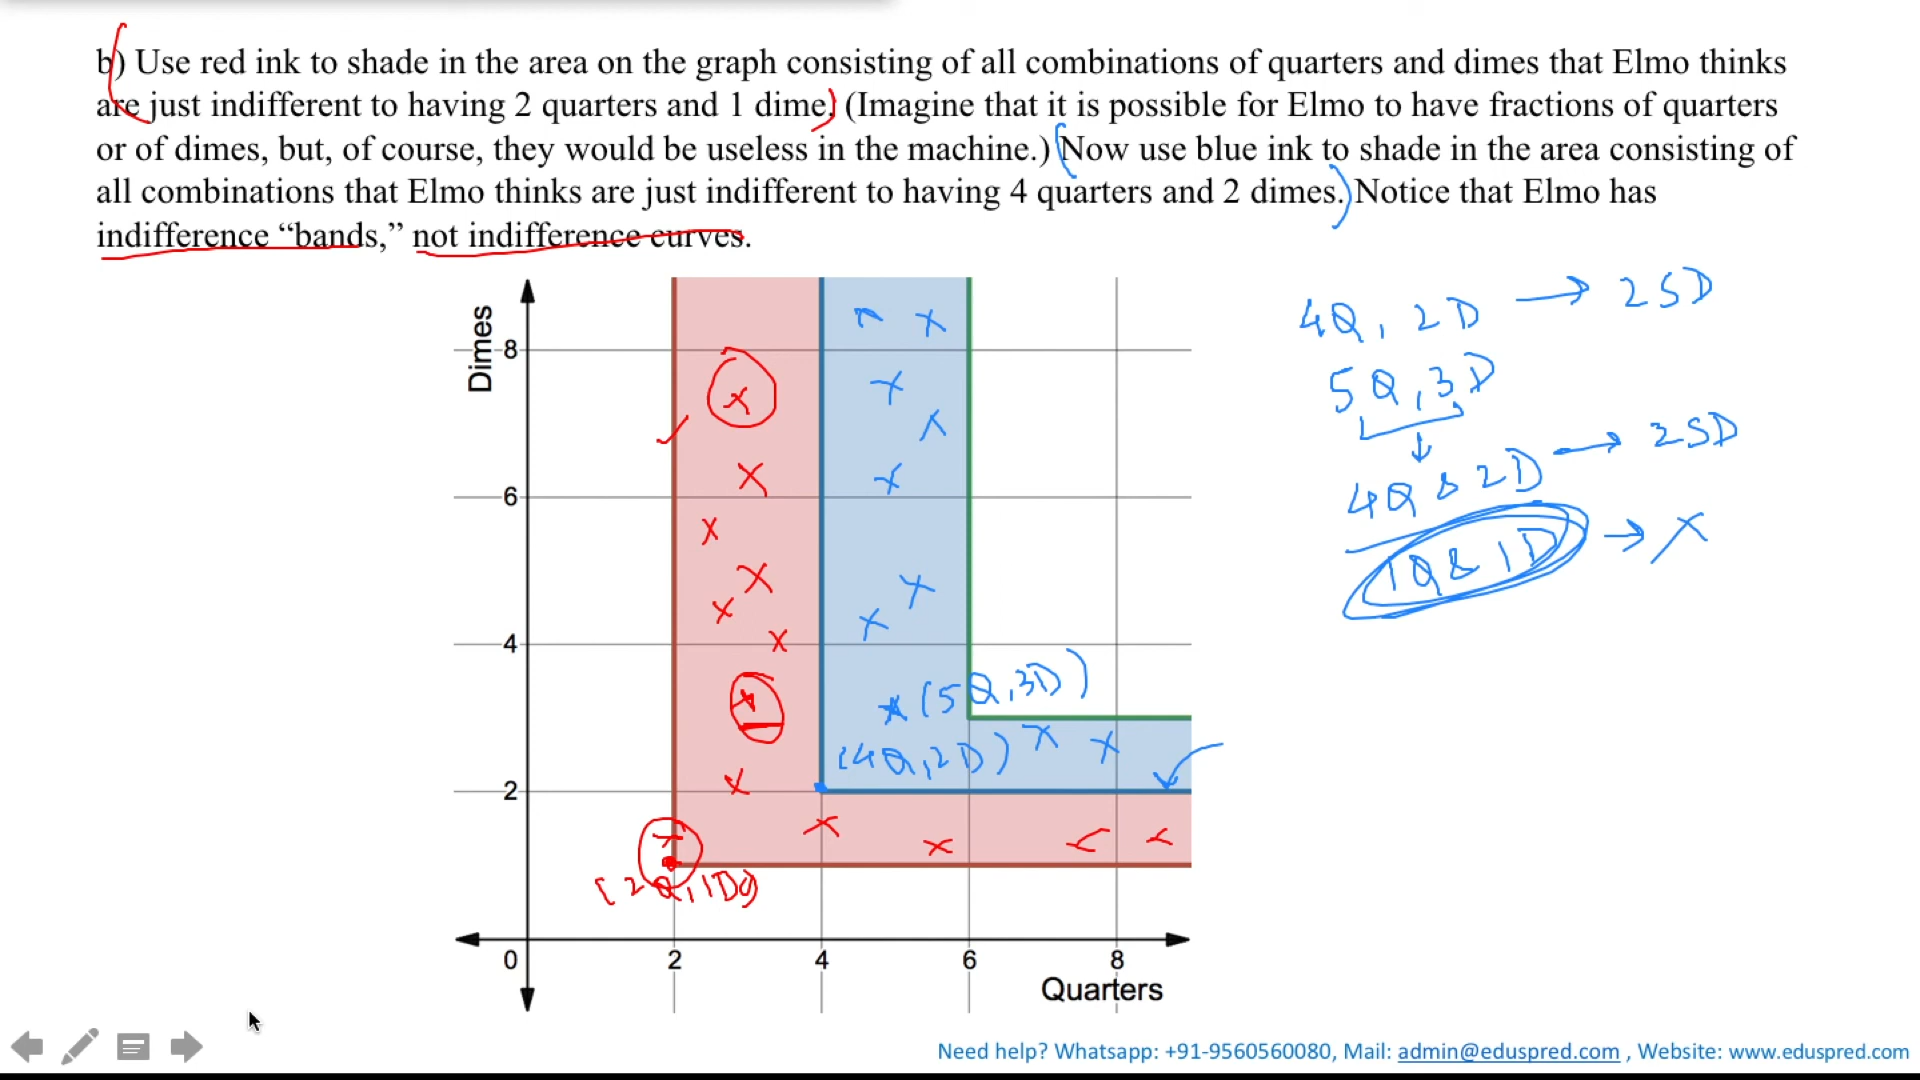 b) Use red ink to shade in the area on the graph consisting of all combinations of quarters and dimes that Elmo thinks
are just indifferent to having 2 quarters and 1 dime. (Imagine that it is possible for Elmo to have fractions of quarters
or of dimes, but, of course, they would be useless in the machine.) Now use blue ink to shade in the area consisting of
all combinations that Elmo thinks are just indifferent to having 4 quarters and 2 dimes. Notice that Elmo has
indifference “bands,” not indifference curves.
Dimes
8
6
4
2
0
2
4
6
8
Quarters
(5Q,3D)
(4Q,2D)
(2Q,1D)
4Q, 2D → 2SD
5Q,3D
↓
4Q & 2D → 2SD
1Q & 1D → X
Need help? Whatsapp: +91-9560560080, Mail: admin@eduspred.com , Website: www.eduspred.com